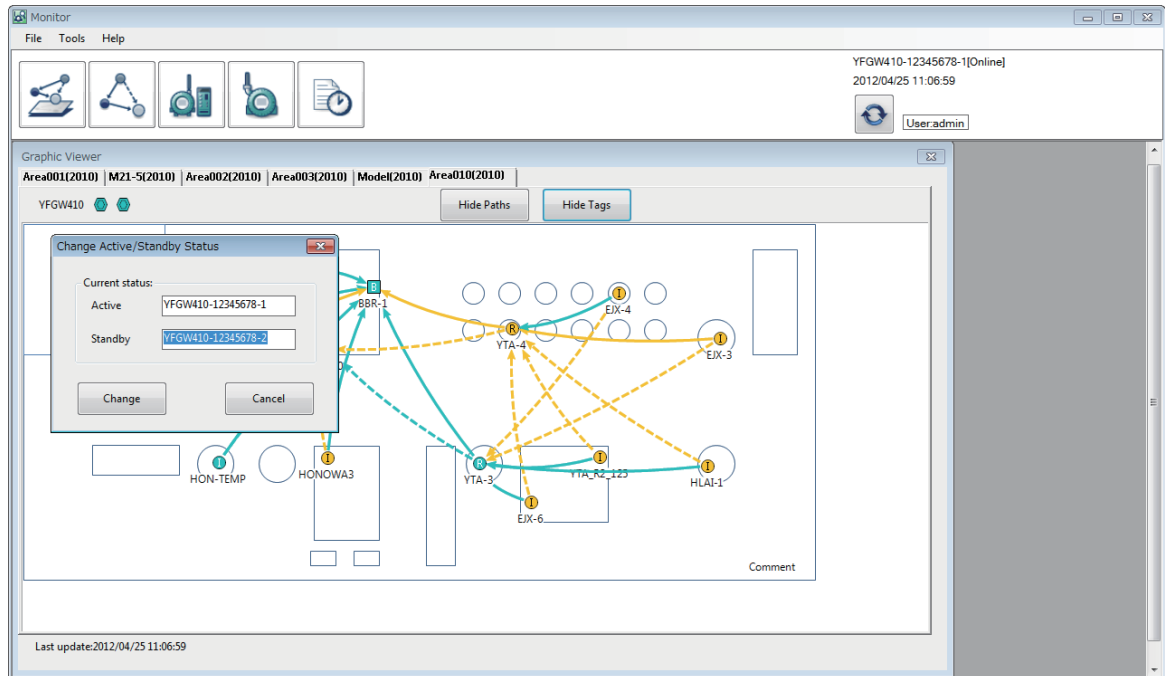 Monitor
File Tools Help
YFGW410-12345678-1[Online]
2012/04/25 11:06:59
User:admin
Graphic Viewer
Area001(2010) M21-5(2010) Area002(2010) Area003(2010) Model(2010) Area010(2010)
YFGW410
Hide Paths Hide Tags
Change Active/Standby Status
Current status:
Active YFGW410-12345678-1
Standby YFGW410-12345678-2
Change Cancel
B
BBR-1
I
EJX-4
R
YTA-4
I
EJX-3
I
HON-TEMP
I
HONOWA3
R
YTA-3
I
YTA_R2_123
I
HLAI-1
I
EJX-6
Comment
Last update:2012/04/25 11:06:59